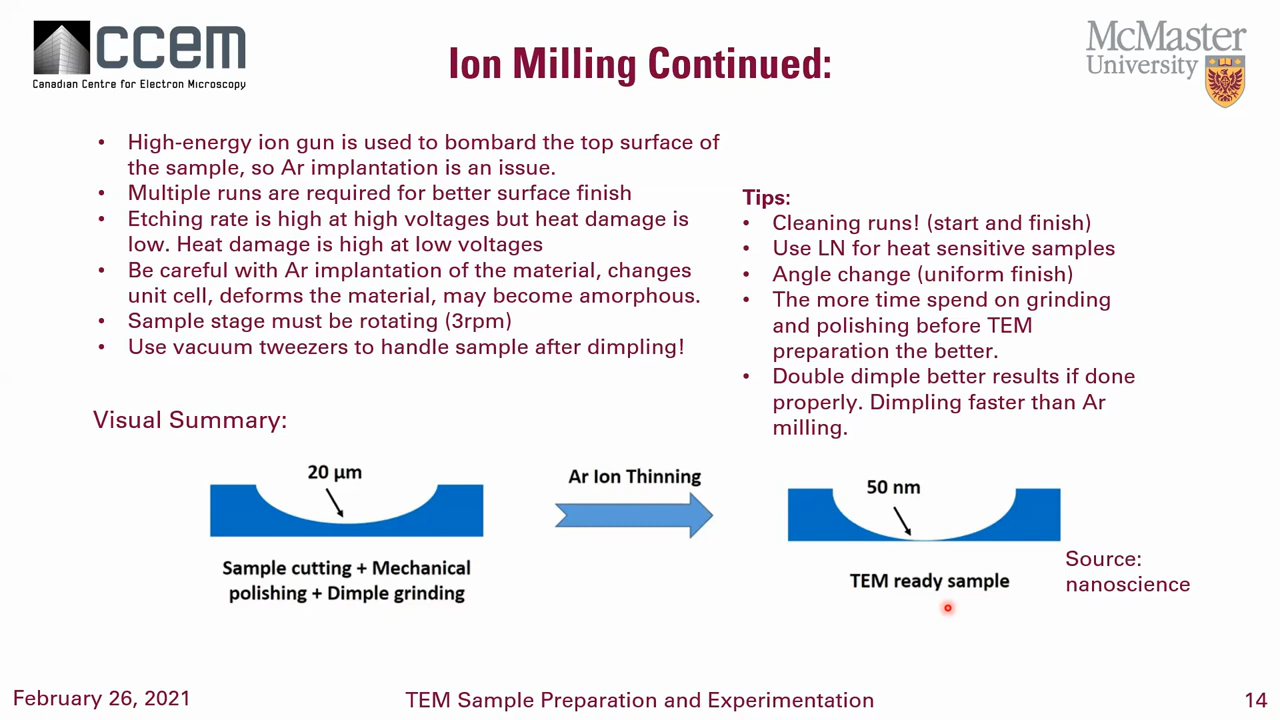 ccem
Canadian Centre for Electron Microscopy
Ion Milling Continued:
McMaster
University
• High-energy ion gun is used to bombard the top surface of
the sample, so Ar implantation is an issue.
• Multiple runs are required for better surface finish
• Etching rate is high at high voltages but heat damage is
low. Heat damage is high at low voltages
• Be careful with Ar implantation of the material, changes
unit cell, deforms the material, may become amorphous.
• Sample stage must be rotating (3rpm)
• Use vacuum tweezers to handle sample after dimpling!
Tips:
• Cleaning runs! (start and finish)
• Use LN for heat sensitive samples
• Angle change (uniform finish)
• The more time spend on grinding
and polishing before TEM
preparation the better.
• Double dimple better results if done
properly. Dimpling faster than Ar
milling.
Visual Summary:
20 µm
Sample cutting + Mechanical
polishing + Dimple grinding
Ar Ion Thinning
50 nm
TEM ready sample
Source:
nanoscience
February 26, 2021
TEM Sample Preparation and Experimentation
14